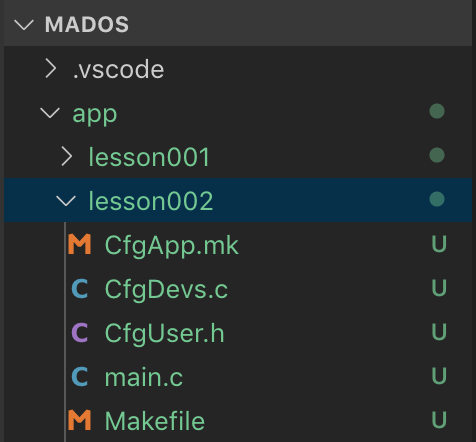 MADOS
.vscode
app
lesson001
lesson002
M CfgApp.mk U
C CfgDevs.c U
C CfgUser.h U
C main.c U
M Makefile U